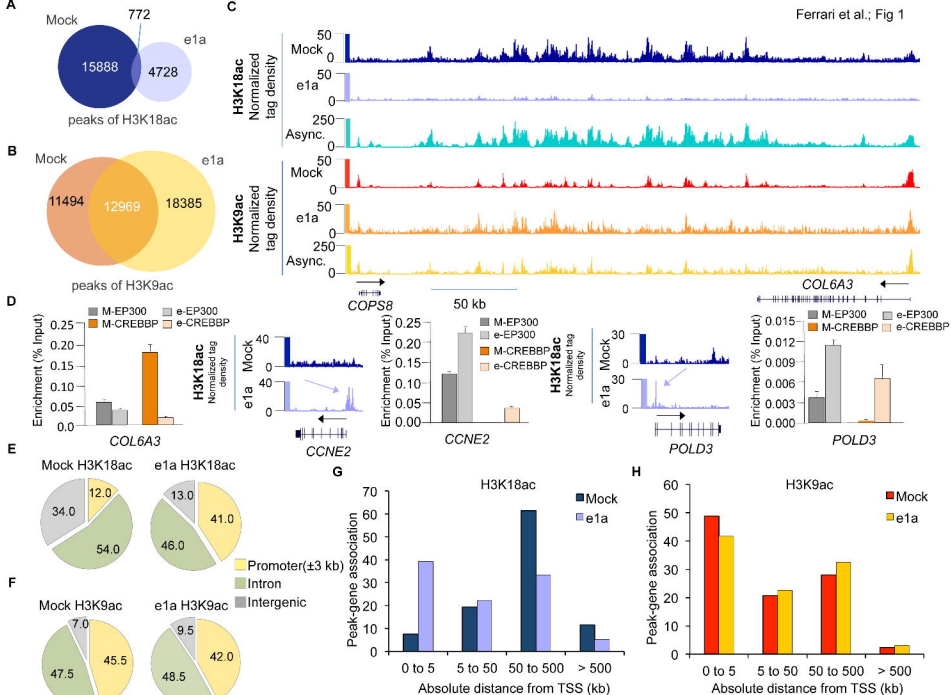 Ferrari et al.; Fig 1
A
772
Mock
e1a
15888
4728
peaks of H3K18ac
B
Mock
e1a
11494
12969
18385
peaks of H3K9ac
C
H3K18ac
Normalized
tag density
Mock
50
0
e1a
50
0
Async.
250
0
H3K9ac
Normalized
tag density
Mock
50
0
e1a
50
0
Async.
250
0
COPS8
50 kb
COL6A3
D
M-EP300
e-EP300
M-CREBBP
e-CREBBP
Enrichment (% Input)
0.25
0.20
0.15
0.10
0.05
0.0
COL6A3
H3K18ac
Normalized tag
density
Mock
40
0
e1a
40
0
CCNE2
M-EP300
e-EP300
M-CREBBP
e-CREBBP
Enrichment (% Input)
0.25
0.20
0.15
0.10
0.05
0.00
CCNE2
H3K18ac
Normalized tag
density
Mock
30
0
e1a
30
0
POLD3
M-EP300
e-EP300
M-CREBBP
e-CREBBP
Enrichment (% Input)
0.015
0.012
0.009
0.006
0.003
0.000
POLD3
E
Mock H3K18ac
12.0
34.0
54.0
e1a H3K18ac
13.0
41.0
46.0
Promoter(±3 kb)
Intron
Intergenic
F
Mock H3K9ac
7.0
45.5
47.5
e1a H3K9ac
9.5
42.0
48.5
G
H3K18ac
Mock
e1a
Peak-gene association
70
60
50
40
30
20
10
0
0 to 5
5 to 50
50 to 500
> 500
Absolute distance from TSS (kb)
H
H3K9ac
Mock
e1a
Peak-gene association
60
50
40
30
20
10
0
0 to 5
5 to 50
50 to 500
> 500
Absolute distance from TSS (kb)